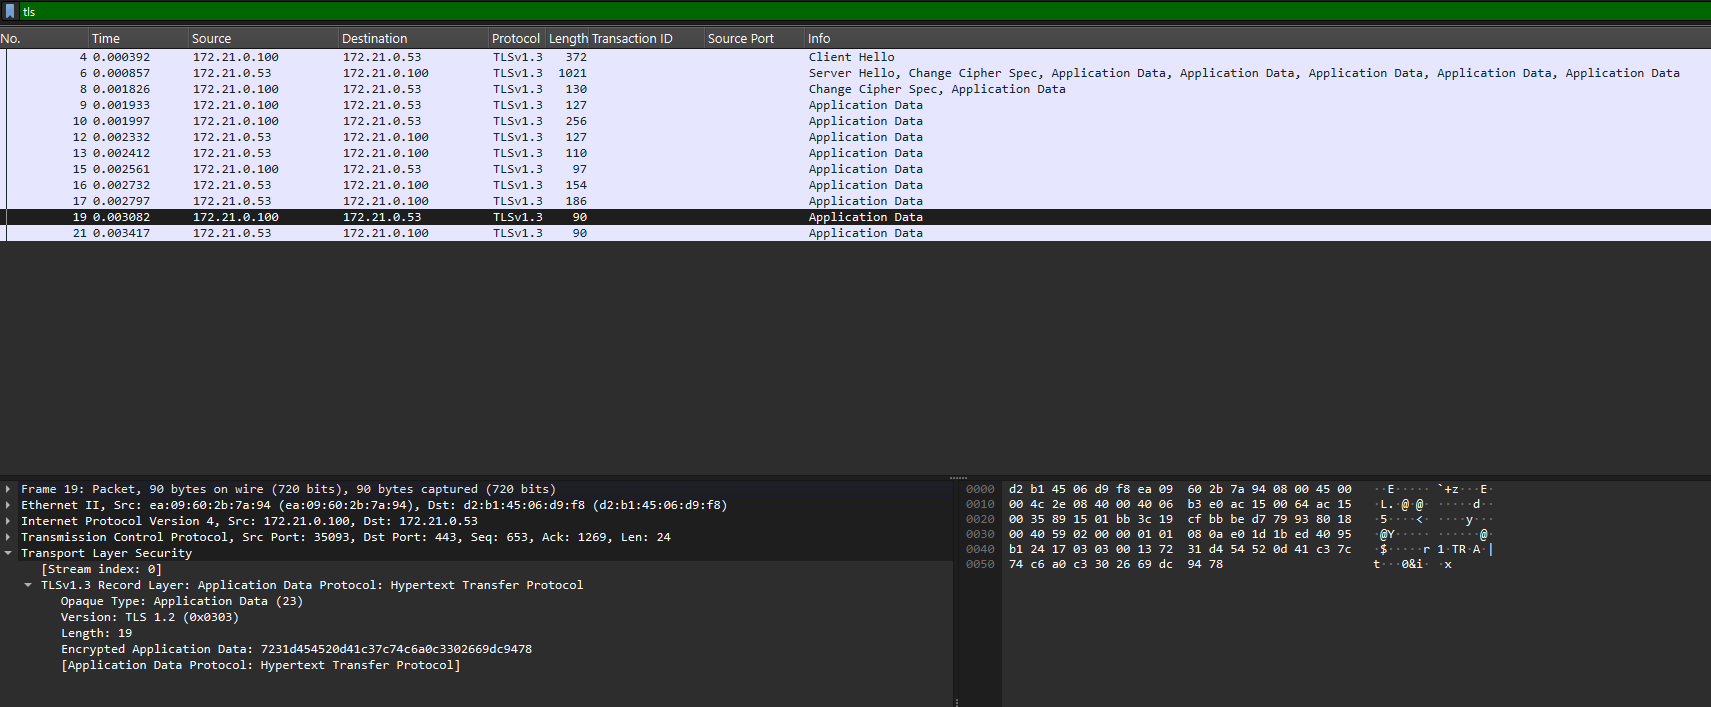 tls
No. Time Source Destination Protocol Length Transaction ID Source Port Info
4 0.000392 172.21.0.100 172.21.0.53 TLSv1.3 372 Client Hello
6 0.000857 172.21.0.53 172.21.0.100 TLSv1.3 1021 Server Hello, Change Cipher Spec, Application Data, Application Data, Application Data, Application Data, Application Data
8 0.001826 172.21.0.100 172.21.0.53 TLSv1.3 130 Change Cipher Spec, Application Data
9 0.001933 172.21.0.100 172.21.0.53 TLSv1.3 127 Application Data
10 0.001997 172.21.0.100 172.21.0.53 TLSv1.3 256 Application Data
12 0.002332 172.21.0.53 172.21.0.100 TLSv1.3 127 Application Data
13 0.002412 172.21.0.53 172.21.0.100 TLSv1.3 110 Application Data
15 0.002561 172.21.0.100 172.21.0.53 TLSv1.3 97 Application Data
16 0.002732 172.21.0.53 172.21.0.100 TLSv1.3 154 Application Data
17 0.002797 172.21.0.53 172.21.0.100 TLSv1.3 186 Application Data
19 0.003082 172.21.0.100 172.21.0.53 TLSv1.3 90 Application Data
21 0.003417 172.21.0.53 172.21.0.100 TLSv1.3 90 Application Data
Frame 19: Packet, 90 bytes on wire (720 bits), 90 bytes captured (720 bits)
Ethernet II, Src: ea:09:60:2b:7a:94 (ea:09:60:2b:7a:94), Dst: d2:b1:45:06:d9:f8 (d2:b1:45:06:d9:f8)
Internet Protocol Version 4, Src: 172.21.0.100, Dst: 172.21.0.53
Transmission Control Protocol, Src Port: 35093, Dst Port: 443, Seq: 653, Ack: 1269, Len: 24
Transport Layer Security
[Stream index: 0]
TLSv1.3 Record Layer: Application Data Protocol: Hypertext Transfer Protocol
Opaque Type: Application Data (23)
Version: TLS 1.2 (0x0303)
Length: 19
Encrypted Application Data: 7231d454520d41c37c74c6a0c3302669dc9478
[Application Data Protocol: Hypertext Transfer Protocol]
0000 d2 b1 45 06 d9 f8 ea 09 60 2b 7a 94 08 00 45 00 ··E····· `+z···E·
0010 00 4c 2e 08 40 00 40 06 b3 e0 ac 15 00 64 ac 15 ·L.·@·@· ·····d··
0020 00 35 89 15 01 bb 3c 19 cf bb be d7 79 93 80 18 ·5····<· ····y···
0030 00 40 59 02 00 00 01 01 08 0a e0 1d 1b ed 40 95 ·@Y····· ······@·
0040 b1 24 17 03 03 00 13 72 31 d4 54 52 0d 41 c3 7c ·$·····r 1·TR·A·|
0050 74 c6 a0 c3 30 26 69 dc 94 78 t···0&i· ·x